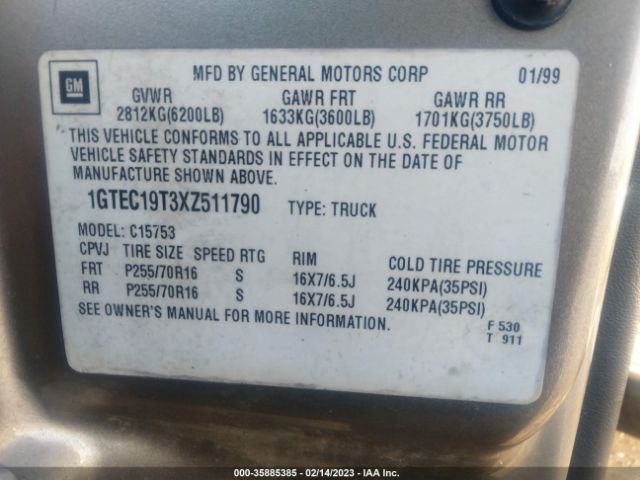 GM
MFD BY GENERAL MOTORS CORP 01/99
GVWR GAWR FRT GAWR RR
2812KG(6200LB) 1633KG(3600LB) 1701KG(3750LB)
THIS VEHICLE CONFORMS TO ALL APPLICABLE U.S. FEDERAL MOTOR
VEHICLE SAFETY STANDARDS IN EFFECT ON THE DATE OF
MANUFACTURE SHOWN ABOVE.
1GTEC19T3XZ511790 TYPE: TRUCK
MODEL: C15753
CPVJ TIRE SIZE SPEED RTG RIM COLD TIRE PRESSURE
FRT P255/70R16 S 16X7/6.5J 240KPA(35PSI)
RR P255/70R16 S 16X7/6.5J 240KPA(35PSI)
SEE OWNER'S MANUAL FOR MORE INFORMATION.
F 530
T 911
000-35885385 - 02/14/2023 - IAA Inc.